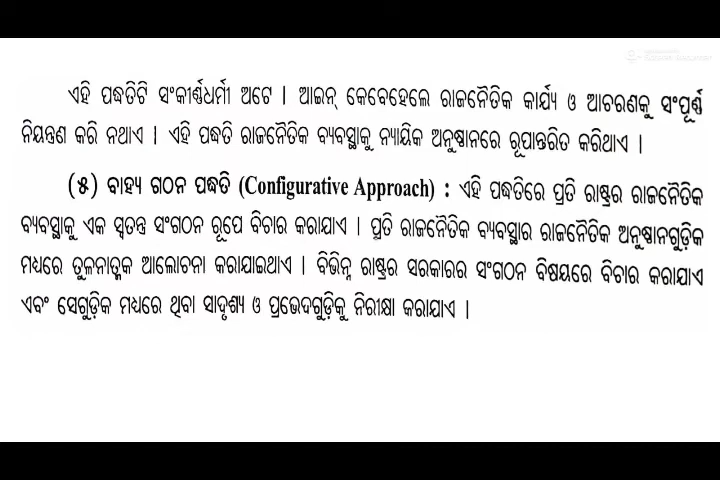 ଏହି ପଦ୍ଧତିଟି ସଂକୀର୍ଣ୍ଣଧର୍ମୀ ଅଟେ । ଆଇନ୍ କେବେହେଲେ ରାଜନୈତିକ କାର୍ଯ୍ୟ ଓ ଆଚରଣକୁ ସଂପୂର୍ଣ୍ଣ
ନିୟନ୍ତ୍ରଣ କରି ନଥାଏ । ଏହି ପଦ୍ଧତି ରାଜନୈତିକ ବ୍ୟବସ୍ଥାକୁ ନ୍ୟାୟିକ ଅନୁଷ୍ଠାନରେ ରୂପାନ୍ତରିତ କରିଥାଏ ।
(୫) ବାହ୍ୟ ଗଠନ ପଦ୍ଧତି (Configurative Approach) : ଏହି ପଦ୍ଧତିରେ ପ୍ରତି ରାଷ୍ଟ୍ରର ରାଜନୈତିକ
ବ୍ୟବସ୍ଥାକୁ ଏକ ସ୍ୱତନ୍ତ୍ର ସଂଗଠନ ରୂପେ ବିଚାର କରାଯାଏ । ପ୍ରତି ରାଜନୈତିକ ବ୍ୟବସ୍ଥାର ରାଜନୈତିକ ଅନୁଷ୍ଠାନଗୁଡ଼ିକ
ମଧ୍ୟରେ ତୁଳନାତ୍ମକ ଆଲୋଚନା କରାଯାଇଥାଏ । ବିଭିନ୍ନ ରାଷ୍ଟ୍ରର ସରକାରର ସଂଗଠନ ବିଷୟରେ ବିଚାର କରାଯାଏ
ଏବଂ ସେଗୁଡ଼ିକ ମଧ୍ୟରେ ଥିବା ସାଦୃଶ୍ୟ ଓ ପ୍ରଭେଦଗୁଡ଼ିକୁ ନିରୀକ୍ଷା କରାଯାଏ ।